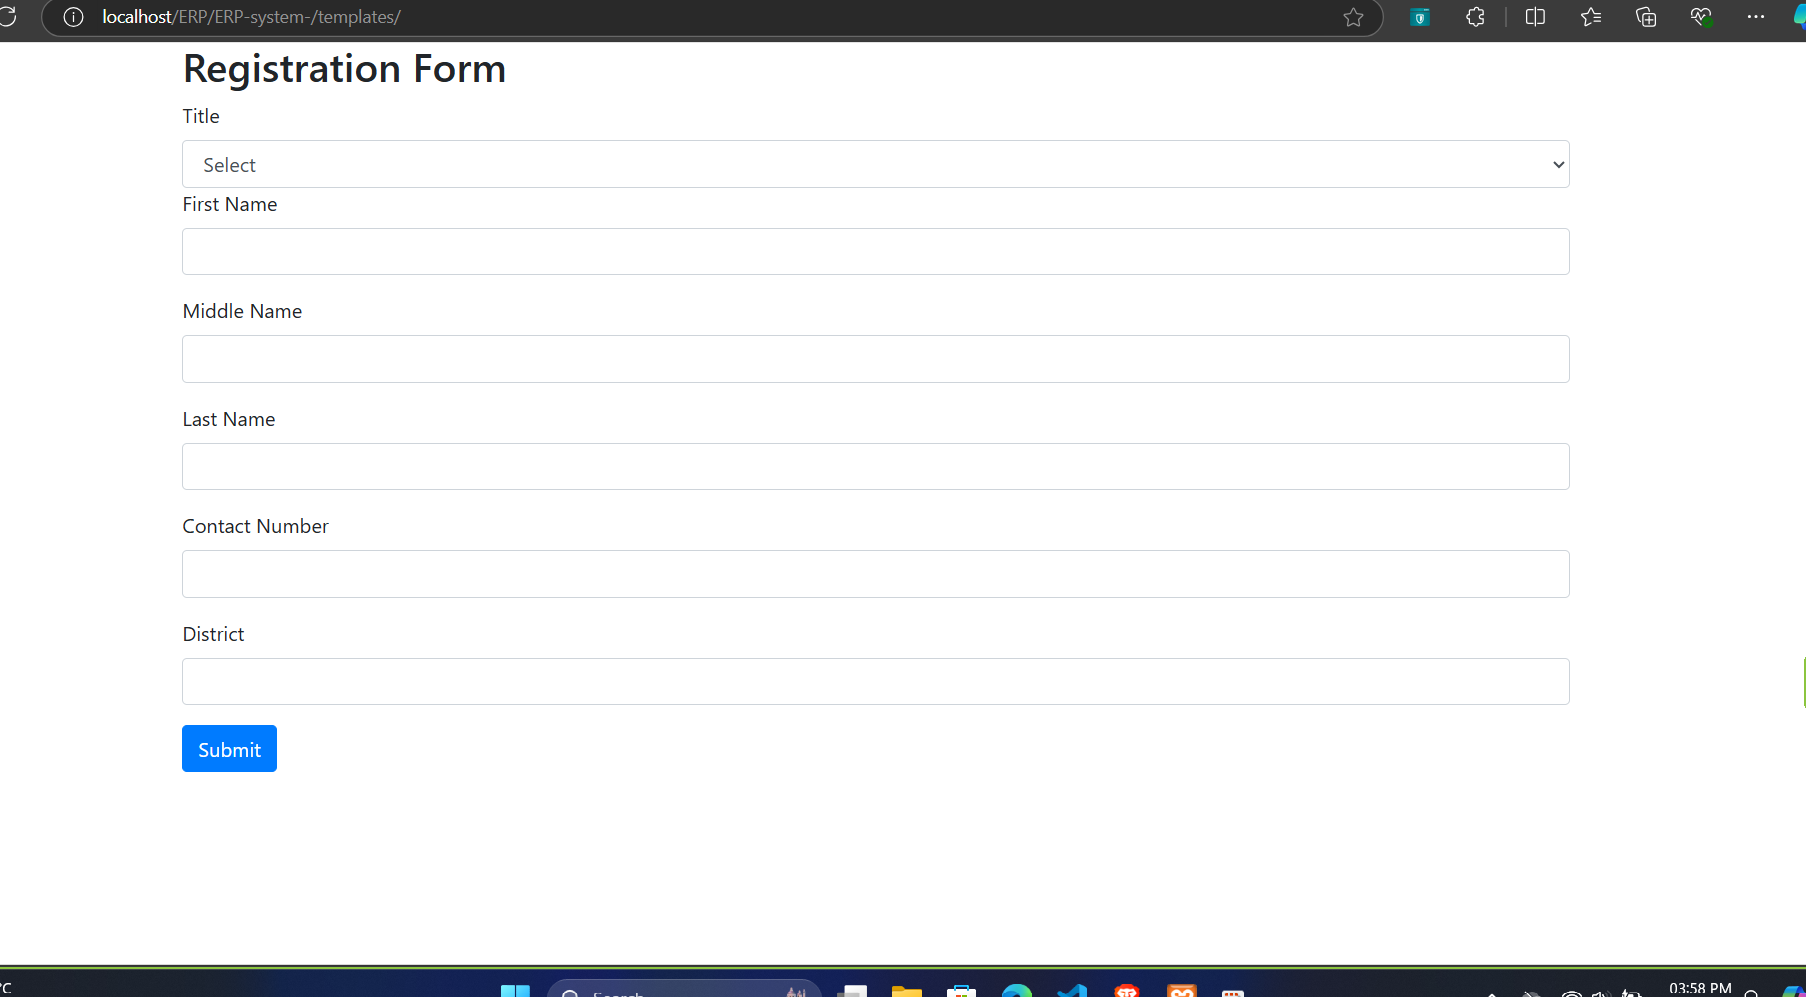 localhost/ERP/ERP-system-/templates/
Registration Form
Title
Select
First Name
Middle Name
Last Name
Contact Number
District
Submit
°C
Search
03:58 PM